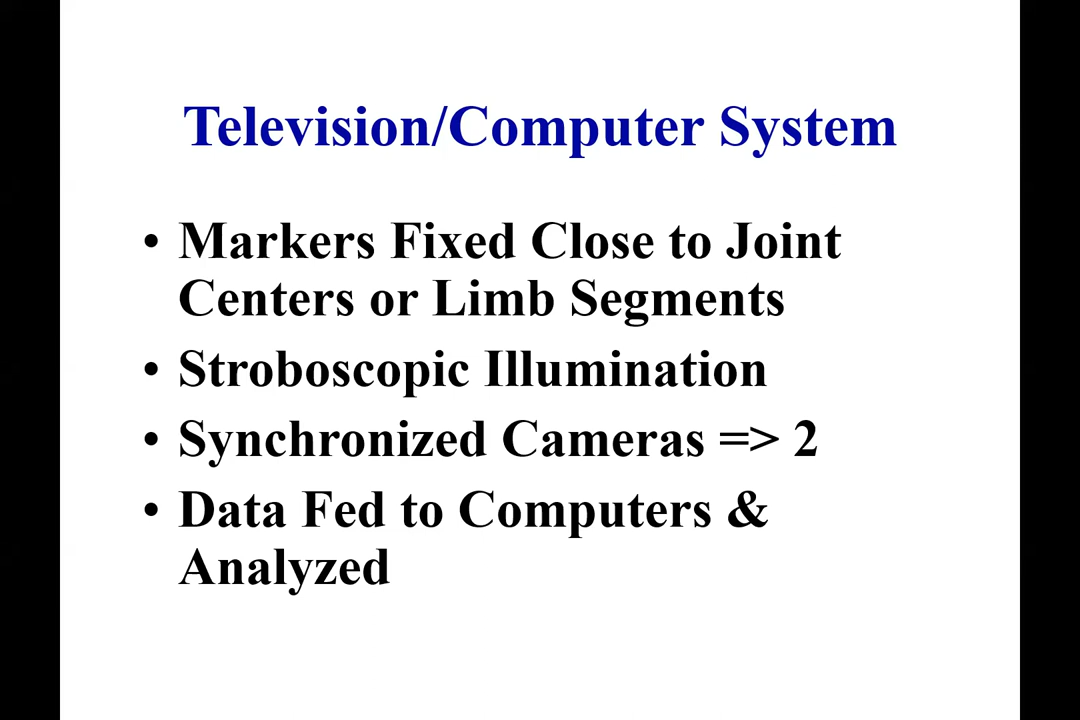 Television/Computer System
• Markers Fixed Close to Joint
Centers or Limb Segments
• Stroboscopic Illumination
• Synchronized Cameras => 2
• Data Fed to Computers &
Analyzed